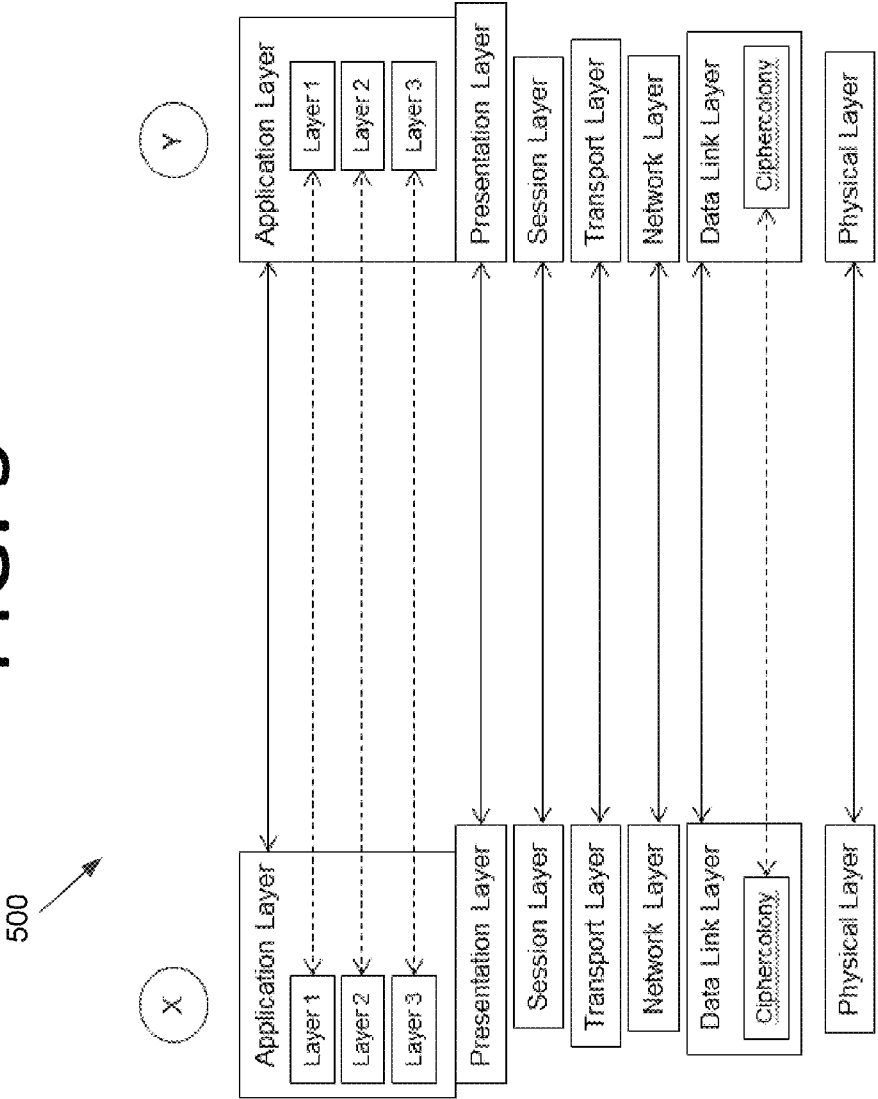 500
X
Y
Application Layer
Layer 1
Layer 2
Layer 3
Presentation Layer
Session Layer
Transport Layer
Network Layer
Data Link Layer
Ciphercolony
Physical Layer
Application Layer
Layer 1
Layer 2
Layer 3
Presentation Layer
Session Layer
Transport Layer
Network Layer
Data Link Layer
Ciphercolony
Physical Layer